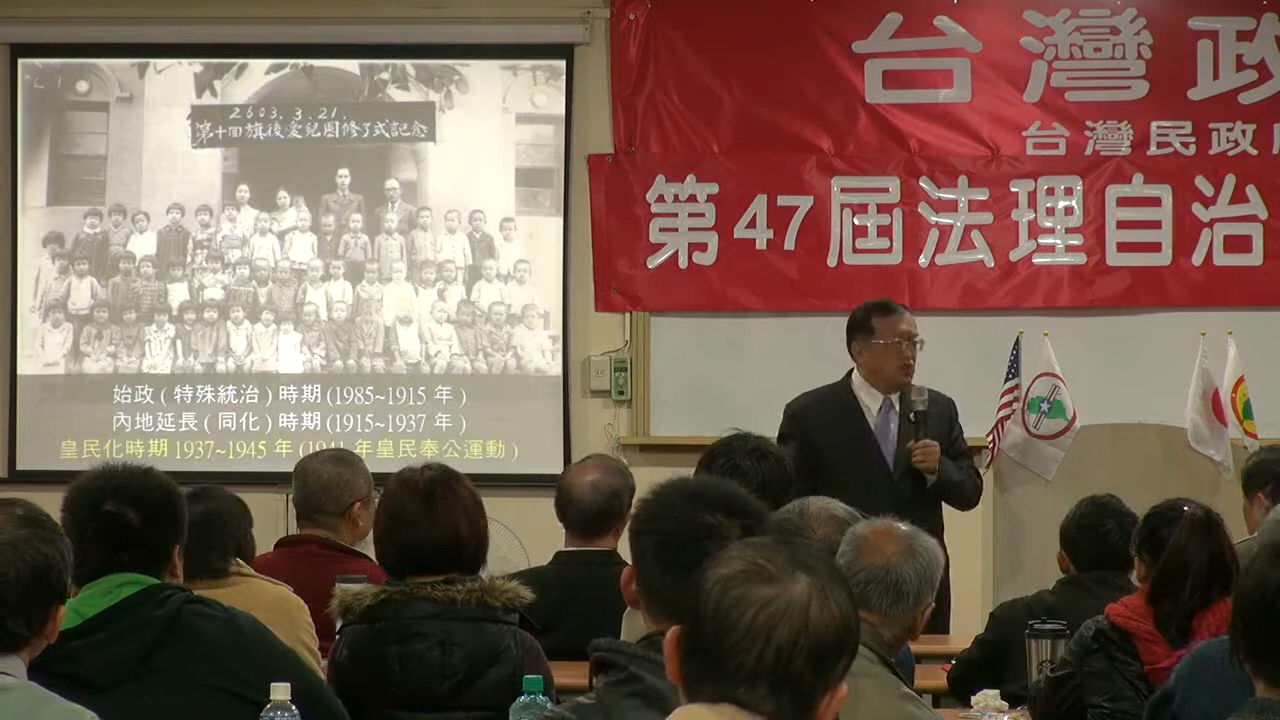 2603.3.21.
第十回旗後愛兒園修了式記念
始政(特殊統治)時期(1985~1915 年)
內地延長(同化)時期(1915~1937 年)
皇民化時期 1937~1945 年(1941 年皇民奉公運動)
台灣政
台灣民政府
第47屆法理自治